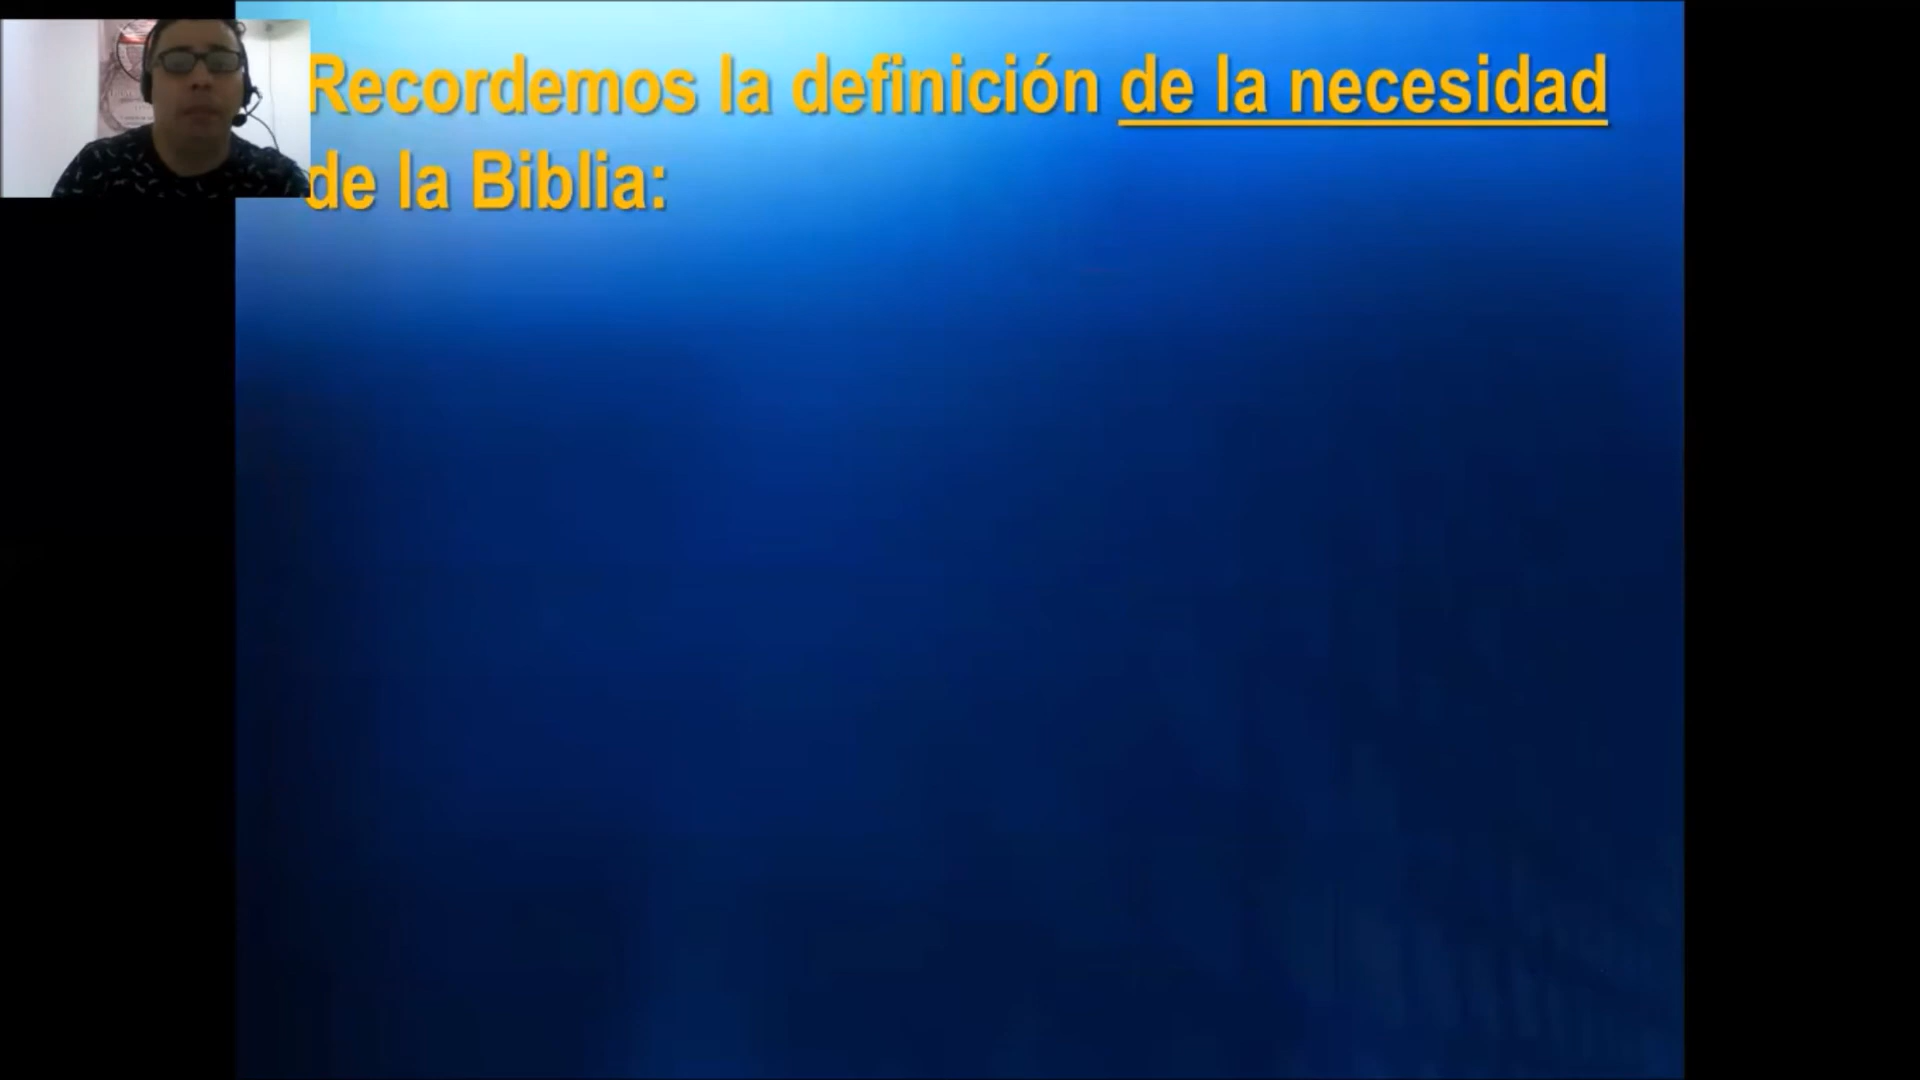 Recordemos la definición de la necesidad
de la Biblia: